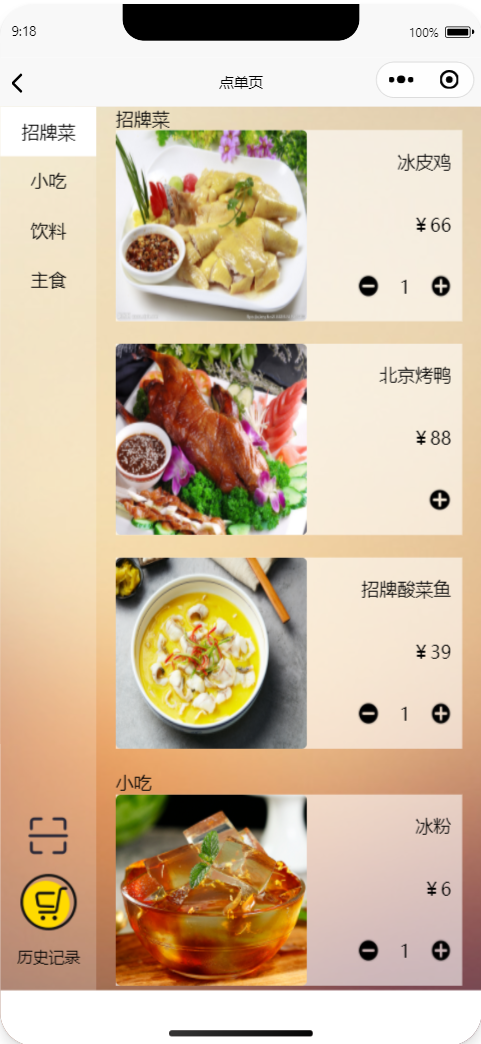 9:18
100%
点单页
招牌菜
小吃
饮料
主食
招牌菜
冰皮鸡
￥66
1
北京烤鸭
￥88
招牌酸菜鱼
￥39
1
小吃
冰粉
￥6
1
历史记录